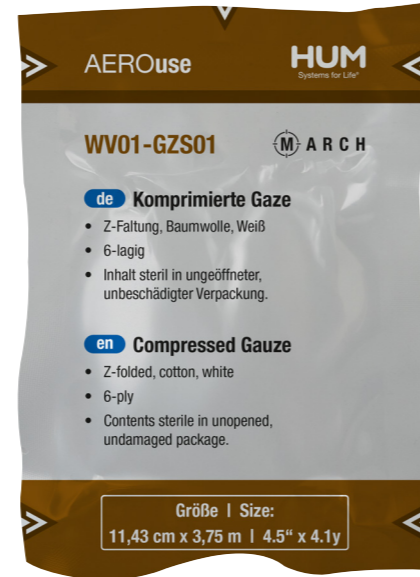 AEROuse
HUM
Systems for Life®
WV01-GZS01
M A R C H
de Komprimierte Gaze
• Z-Faltung, Baumwolle, Weiß
• 6-lagig
• Inhalt steril in ungeöffneter,
unbeschädigter Verpackung.
en Compressed Gauze
• Z-folded, cotton, white
• 6-ply
• Contents sterile in unopened,
undamaged package.
Größe I Size:
11,43 cm x 3,75 m I 4.5“ x 4.1y